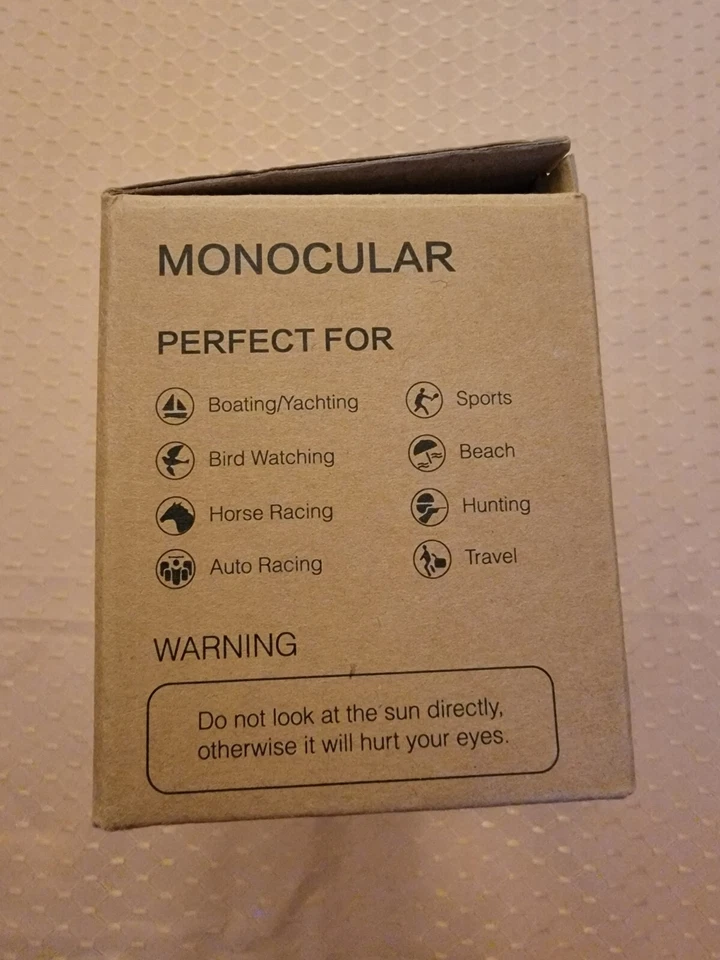 MONOCULAR
PERFECT FOR
Boating/Yachting
Bird Watching
Horse Racing
Auto Racing
Sports
Beach
Hunting
Travel
WARNING
Do not look at the sun directly,
otherwise it will hurt your eyes.